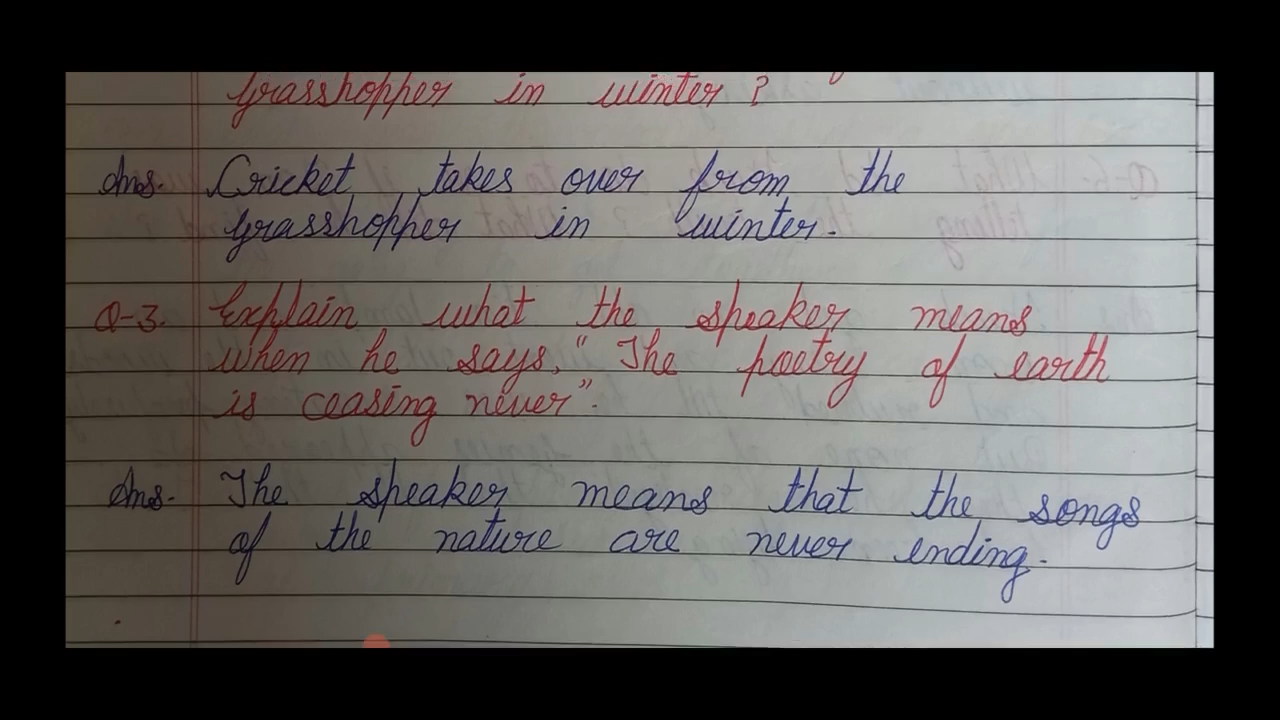 Grasshopper in winter?
Ans. Cricket takes over from the
Grasshopper in winter.
Q-3. Explain what the speaker means
when he says, "The poetry of earth
is ceasing never".
Ans. The speaker means that the songs
of the nature are never ending.